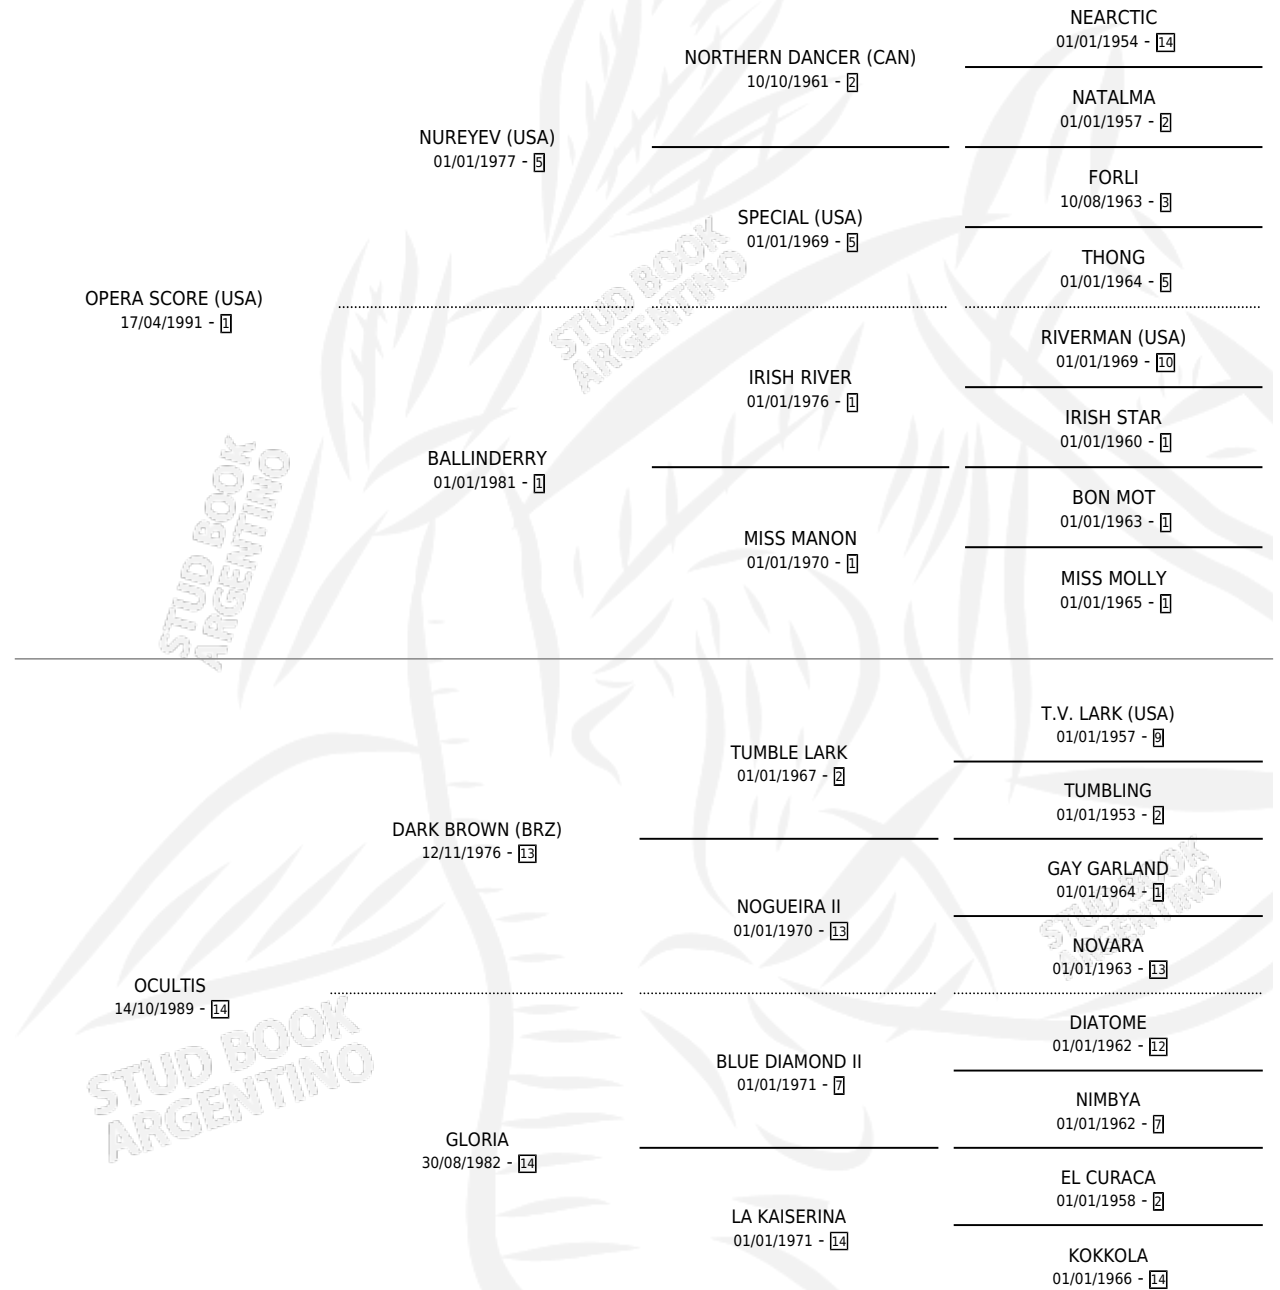 NEARCTIC
01/01/1954 - 14
NORTHERN DANCER (CAN)
10/10/1961 - 2
NATALMA
01/01/1957 - 2
NUREYEV (USA)
01/01/1977 - 5
FORLI
10/08/1963 - 3
SPECIAL (USA)
01/01/1969 - 5
THONG
01/01/1964 - 5
OPERA SCORE (USA)
17/04/1991 - 1
RIVERMAN (USA)
01/01/1969 - 10
IRISH RIVER
01/01/1976 - 1
IRISH STAR
01/01/1960 - 1
BALLINDERRY
01/01/1981 - 1
BON MOT
01/01/1963 - 1
MISS MANON
01/01/1970 - 1
MISS MOLLY
01/01/1965 - 1
T.V. LARK (USA)
01/01/1957 - 9
TUMBLE LARK
01/01/1967 - 2
TUMBLING
01/01/1953 - 2
DARK BROWN (BRZ)
12/11/1976 - 13
GAY GARLAND
01/01/1964 - 1
NOGUEIRA II
01/01/1970 - 13
NOVARA
01/01/1963 - 13
OCULTIS
14/10/1989 - 14
DIATOME
01/01/1962 - 12
BLUE DIAMOND II
01/01/1971 - 7
NIMBYA
01/01/1962 - 7
GLORIA
30/08/1982 - 14
EL CURACA
01/01/1958 - 2
LA KAISERINA
01/01/1971 - 14
KOKKOLA
01/01/1966 - 14
STUD BOOK
ARGENTINO
STUD BOOK
ARGENTINO
STUD BOOK
ARGENTINO
STUD BOOK
ARGENTINO